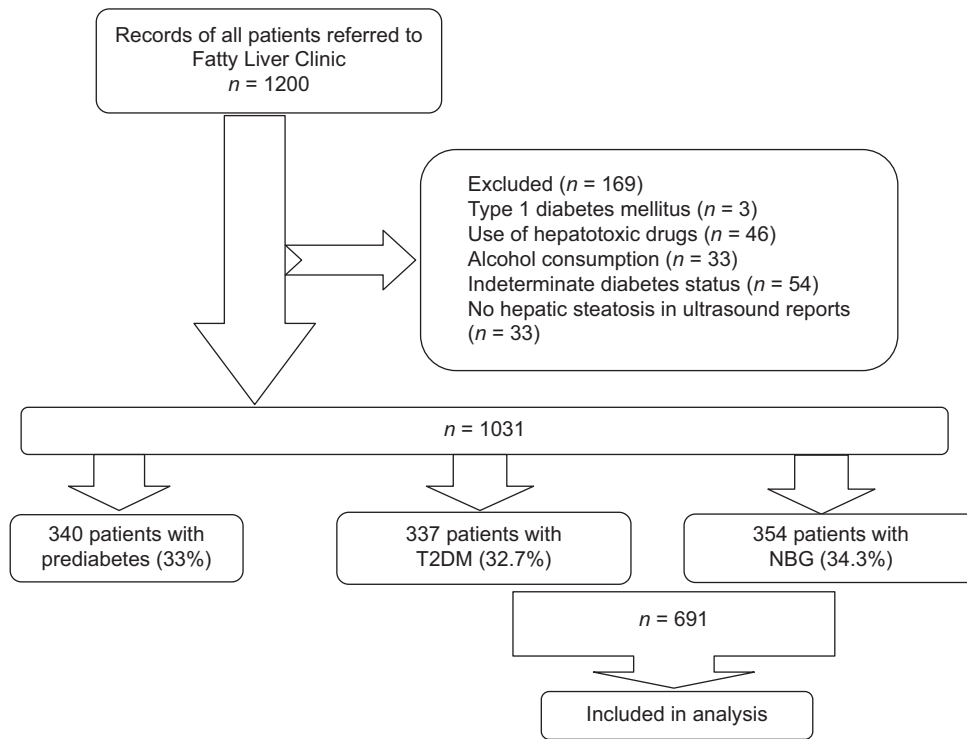 Records of all patients referred to
Fatty Liver Clinic
n = 1200
Excluded (n = 169)
Type 1 diabetes mellitus (n = 3)
Use of hepatotoxic drugs (n = 46)
Alcohol consumption (n = 33)
Indeterminate diabetes status (n = 54)
No hepatic steatosis in ultrasound reports
(n = 33)
n = 1031
340 patients with
prediabetes (33%)
337 patients with
T2DM (32.7%)
354 patients with
NBG (34.3%)
n = 691
Included in analysis